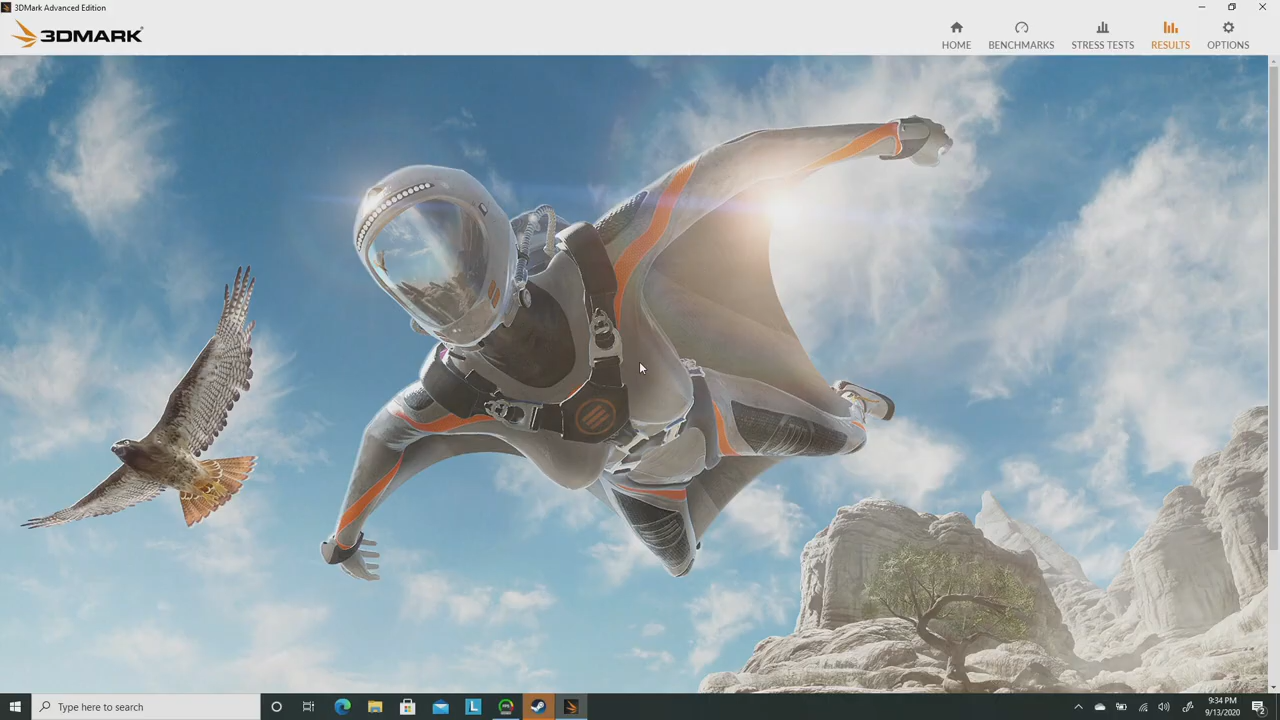 3DMark Advanced Edition
3DMARK
HOME
BENCHMARKS
STRESS TESTS
RESULTS
OPTIONS
Type here to search
L
9:34 PM
9/13/2020
2